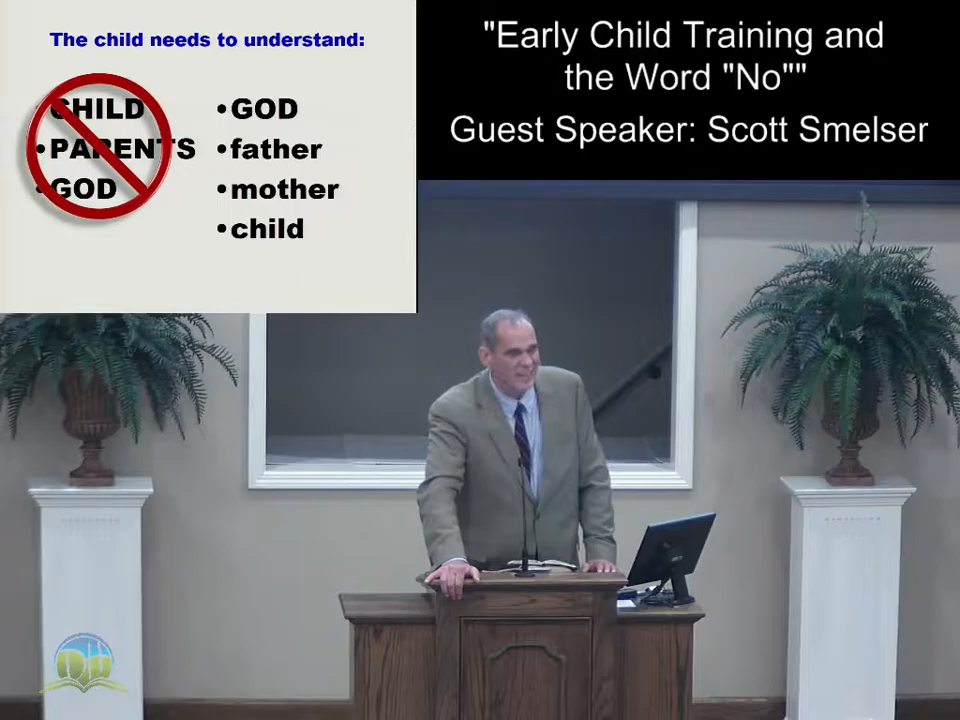 The child needs to understand:
•CHILD
•PARENTS
•GOD
•GOD
•father
•mother
•child
"Early Child Training and
the Word "No""
Guest Speaker: Scott Smelser